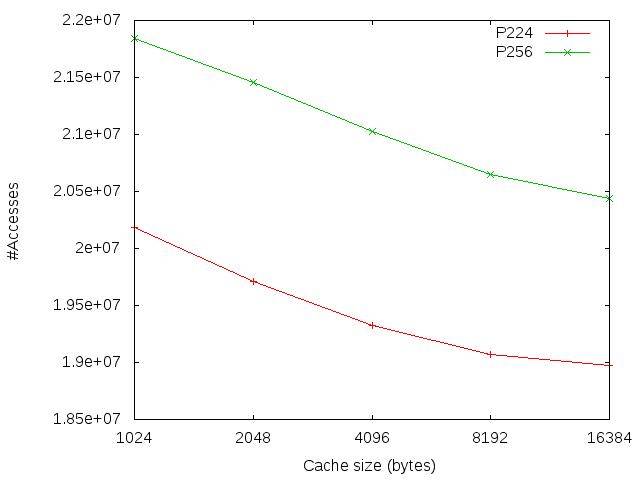 2.2e+07
2.15e+07
2.1e+07
2.05e+07
2e+07
1.95e+07
1.9e+07
1.85e+07
#Accesses
P224
P256
1024 2048 4096 8192 16384
Cache size (bytes)